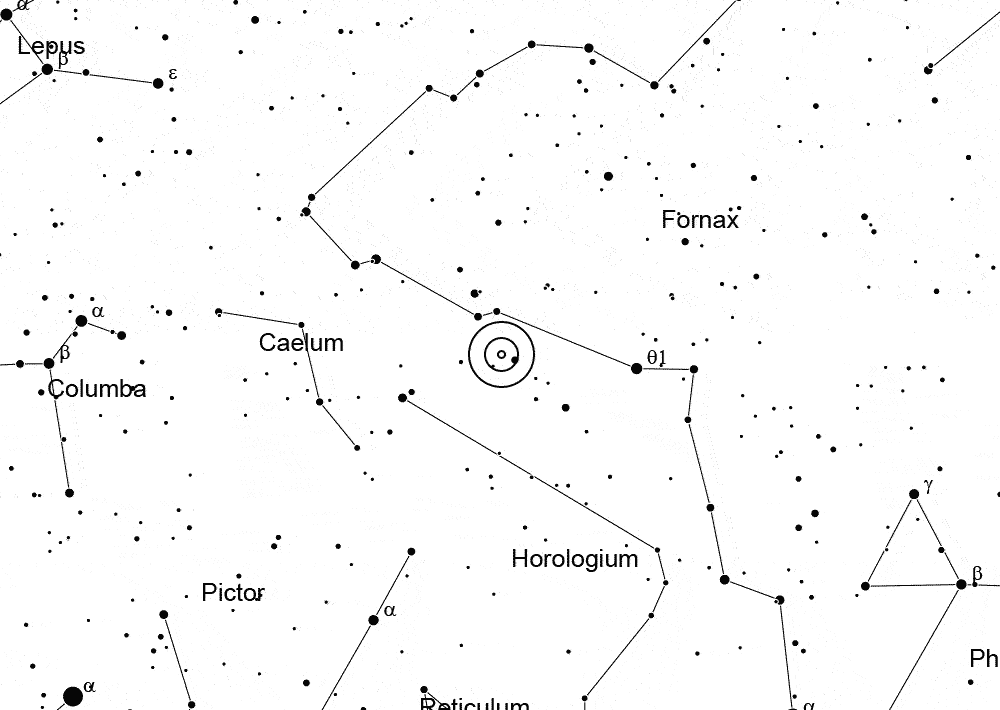 α
Lepus
β
ε
Fornax
α
Caelum
β
Columba
θ1
γ
Horologium
β
Pictor
α
Ph
α
Reticulum
α